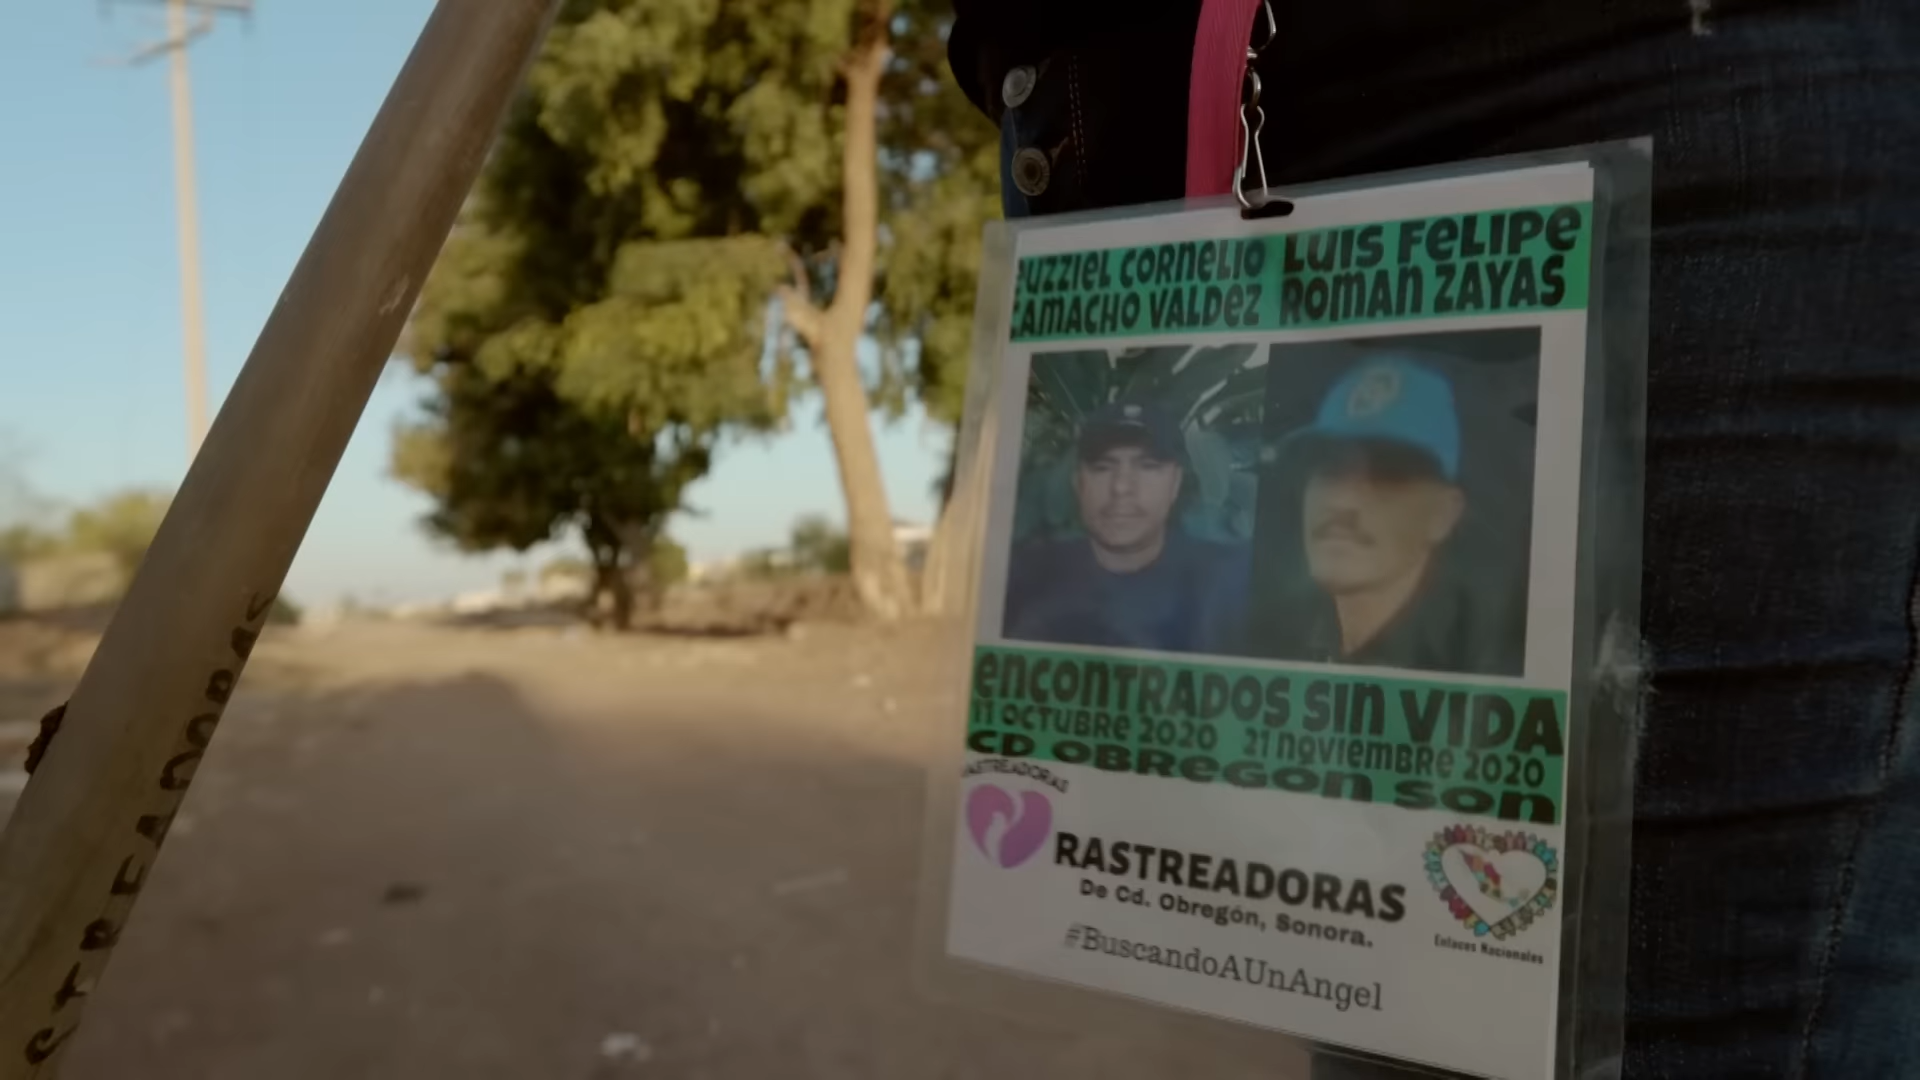 CORNELIO LUIS FELIPE
CAMACHO VALDEZ ROMAN ZAYAS
ENCONTRADOS SIN VIDA
11 OCTUBRE 2020 21 NOVIEMBRE 2020
CD OBREGÓN SON
RASTREADORAS
RASTREADORAS
De Cd. Obregón, Sonora.
Enlaces Nacionales
#BuscandoAUnAngel